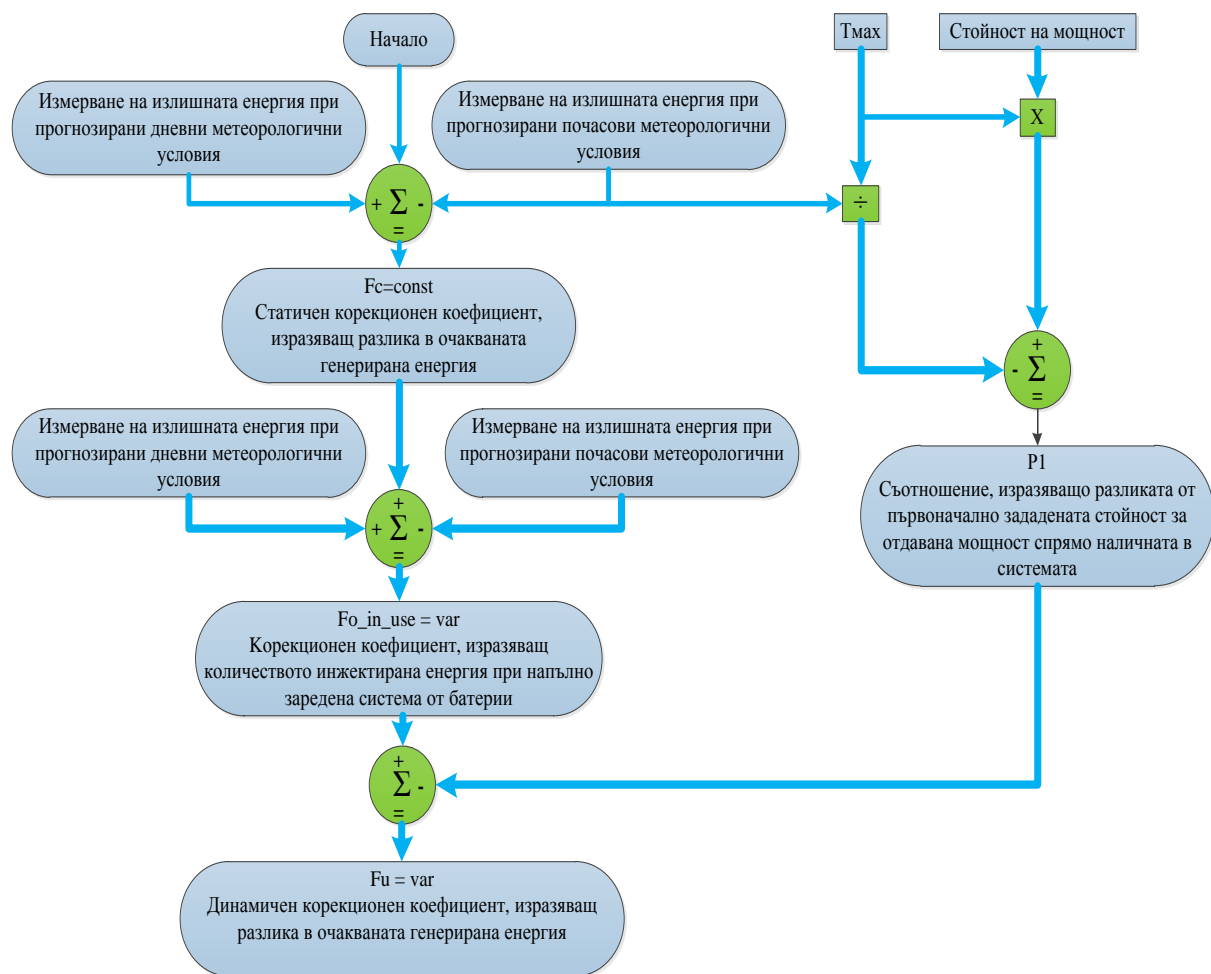 Начало
Тмах
Стойност на мощност
Измерване на излишната енергия при
прогнозирани дневни метеорологични
условия
Измерване на излишната енергия при
прогнозирани почасови метеорологични
условия
X
+ Σ -
=
÷
Fc=const
Статичен корекционен коефициент,
изразяващ разлика в очакваната
генерирана енергия
+
- Σ
=
Измерване на излишната енергия при
прогнозирани дневни метеорологични
условия
Измерване на излишната енергия при
прогнозирани почасови метеорологични
условия
P1
Съотношение, изразяващо разликата от
първоначално зададената стойност за
отдавана мощност спрямо наличната в
системата
+
+ Σ -
=
Fo_in_use = var
Корекционен коефициент, изразяващ
количеството инжектирана енергия при напълно
заредена система от батерии
+
Σ -
=
Fu = var
Динамичен корекционен коефициент, изразяващ
разлика в очакваната генерирана енергия